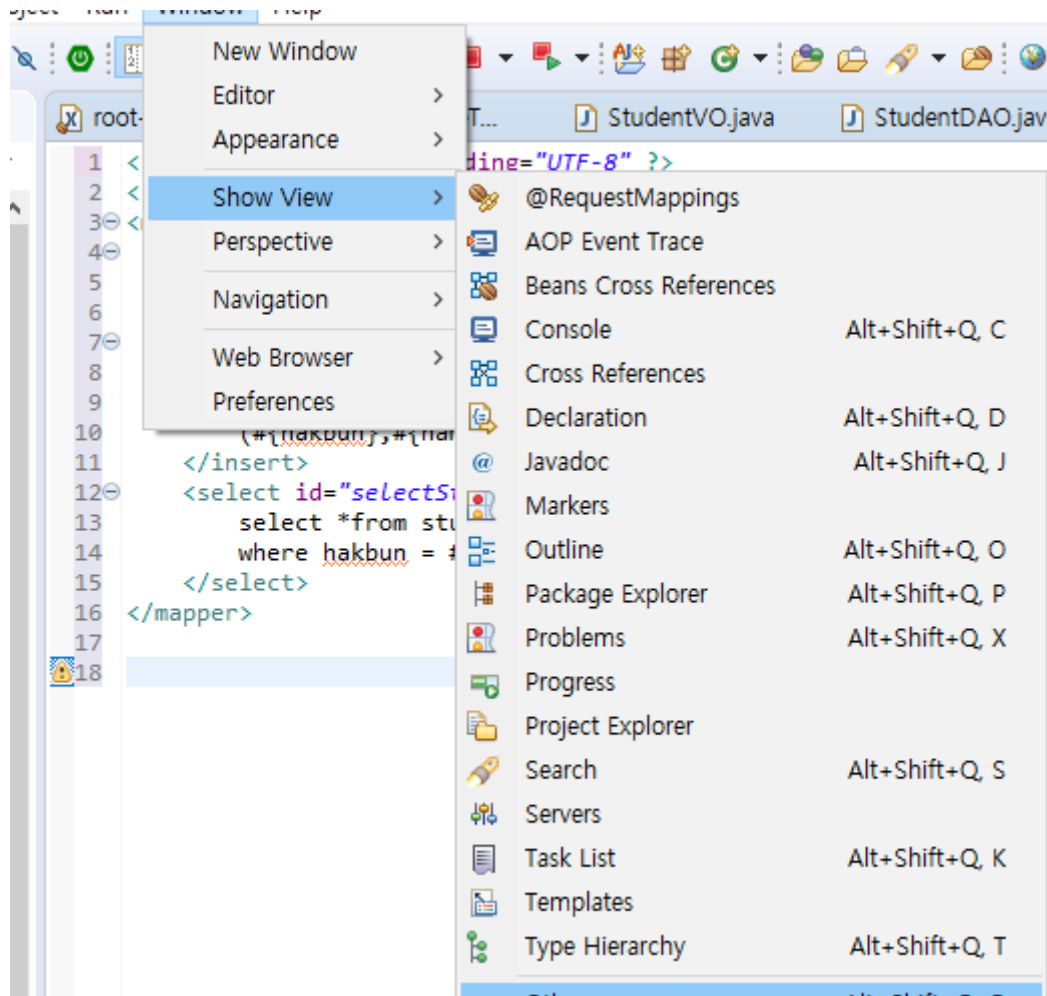 Run Window Help
New Window
Editor
Appearance
Show View
Perspective
Navigation
Web Browser
Preferences
root-
T...
StudentVO.java
StudentDAO.jav
1 <
ding="UTF-8" ?>
2 <
3 <
4
5
6
7
8
9
10 (#{hakbun},#{nar
11 </insert>
12 <select id="selectSt
13 select *from stu
14 where hakbun = #
15 </select>
16 </mapper>
17
18
@RequestMappings
AOP Event Trace
Beans Cross References
Console Alt+Shift+Q, C
Cross References
Declaration Alt+Shift+Q, D
Javadoc Alt+Shift+Q, J
Markers
Outline Alt+Shift+Q, O
Package Explorer Alt+Shift+Q, P
Problems Alt+Shift+Q, X
Progress
Project Explorer
Search Alt+Shift+Q, S
Servers
Task List Alt+Shift+Q, K
Templates
Type Hierarchy Alt+Shift+Q, T